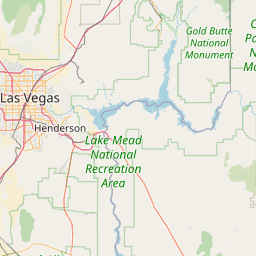 Gold Butte
National
Monument
Las Vegas
Henderson
Lake Mead
National
Recreation
Area